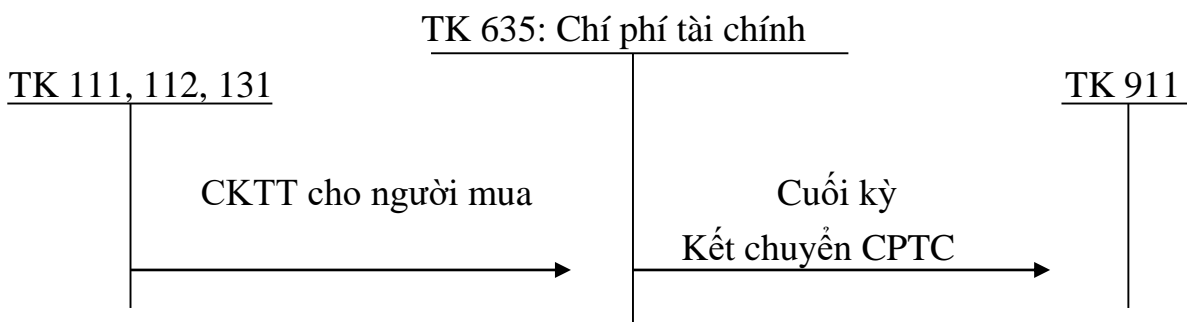 TK 635: Chí phí tài chính
TK 111, 112, 131
TK 911
CKTT cho người mua
Cuối kỳ
Kết chuyển CPTC